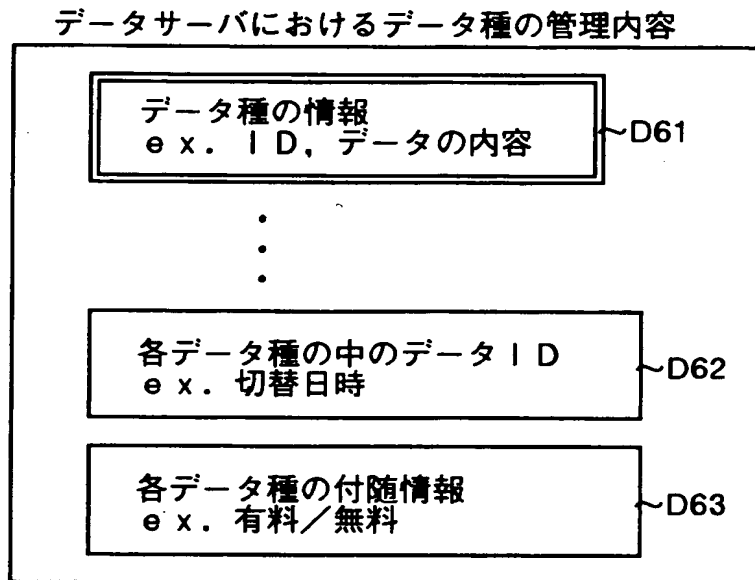 データサーバにおけるデータ種の管理内容
データ種の情報
ex. ID, データの内容
D61
各データ種の中のデータID
ex. 切替日時
D62
各データ種の付随情報
ex. 有料/無料
D63